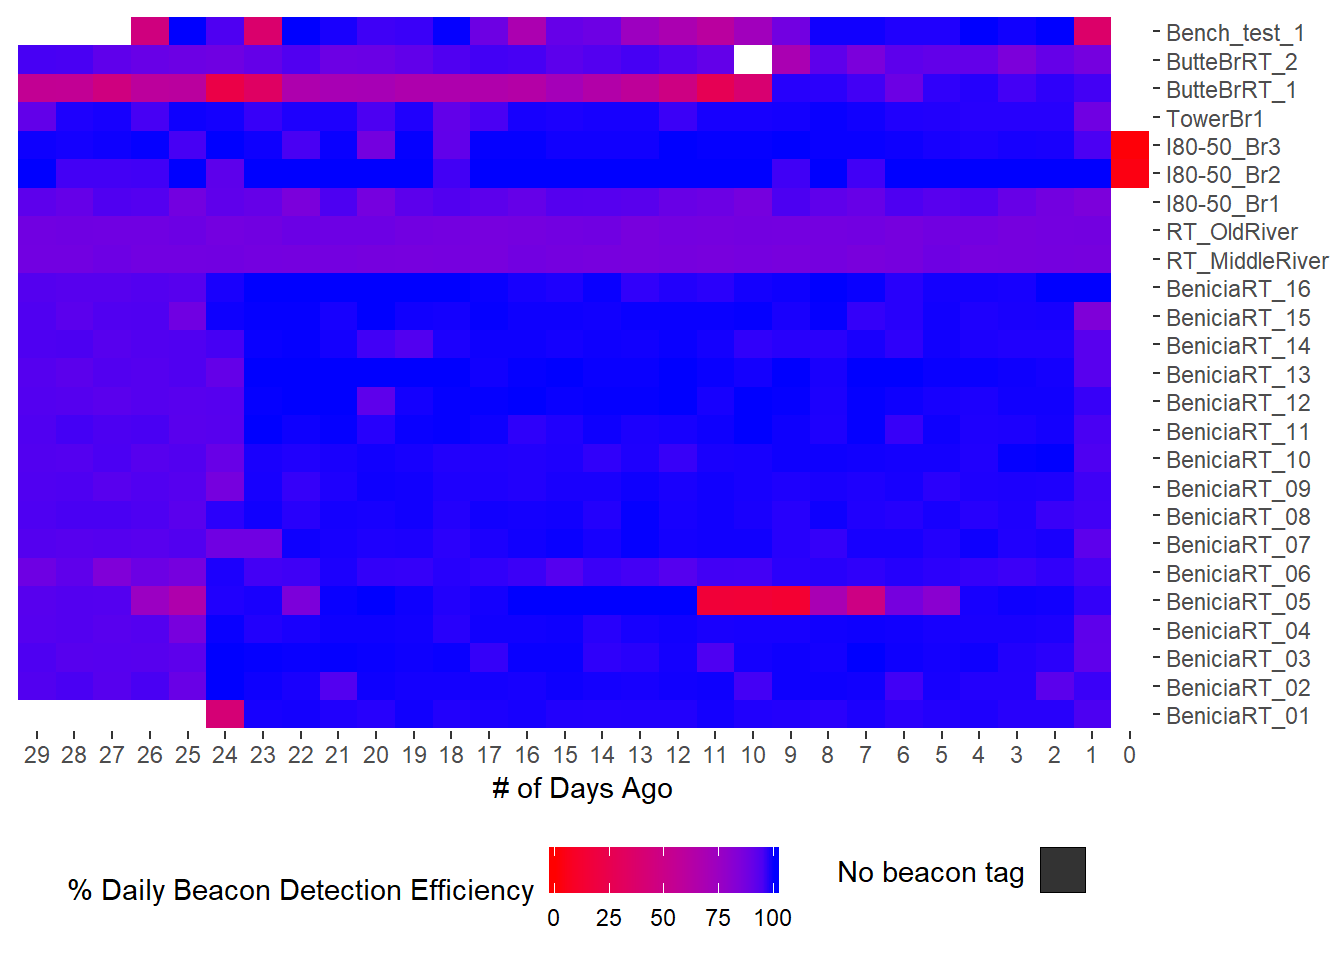 Bench_test_1
ButteBrRT_2
ButteBrRT_1
TowerBr1
I80-50_Br3
I80-50_Br2
I80-50_Br1
RT_OldRiver
RT_MiddleRiver
BeniciaRT_16
BeniciaRT_15
BeniciaRT_14
BeniciaRT_13
BeniciaRT_12
BeniciaRT_11
BeniciaRT_10
BeniciaRT_09
BeniciaRT_08
BeniciaRT_07
BeniciaRT_06
BeniciaRT_05
BeniciaRT_04
BeniciaRT_03
BeniciaRT_02
BeniciaRT_01
29 28 27 26 25 24 23 22 21 20 19 18 17 16 15 14 13 12 11 10 9 8 7 6 5 4 3 2 1 0
# of Days Ago
% Daily Beacon Detection Efficiency
0 25 50 75 100
No beacon tag